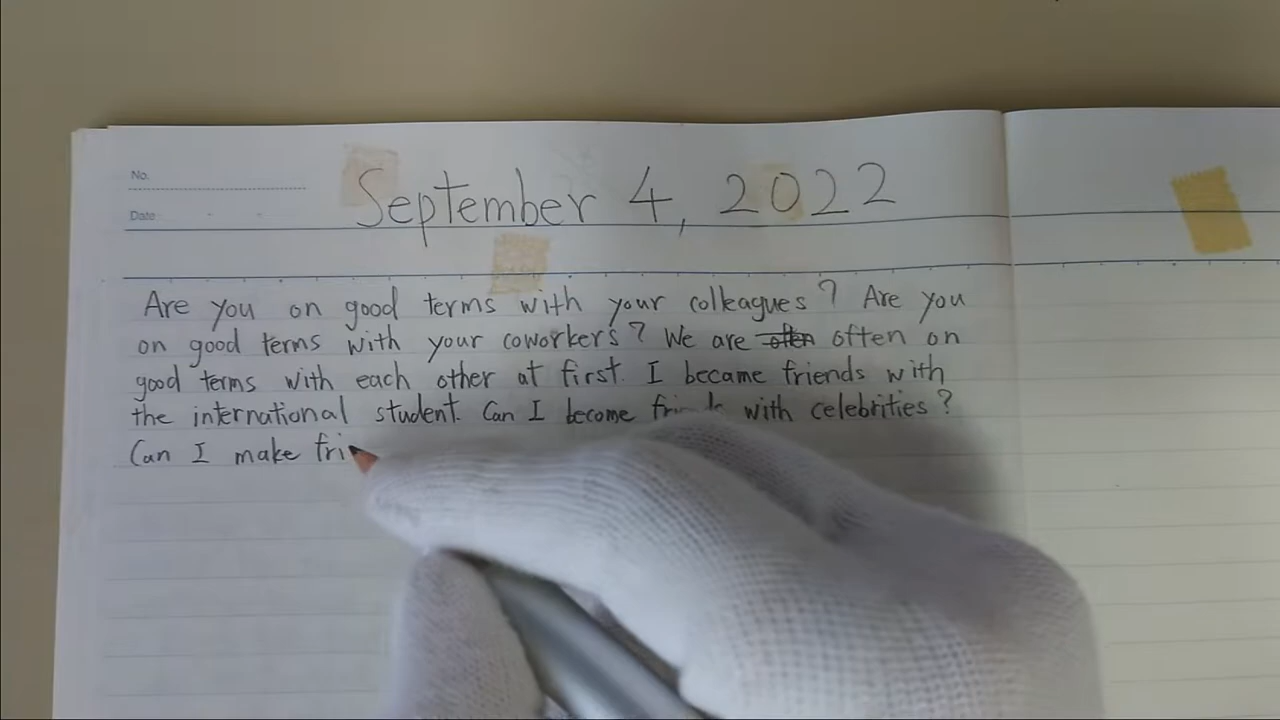 No.
Date
September 4, 2022
Are you on good terms with your colleagues? Are you
on good terms with your coworkers? We are often often on
good terms with each other at first. I became friends with
the international student. Can I become with celebrities?
Can I make fri